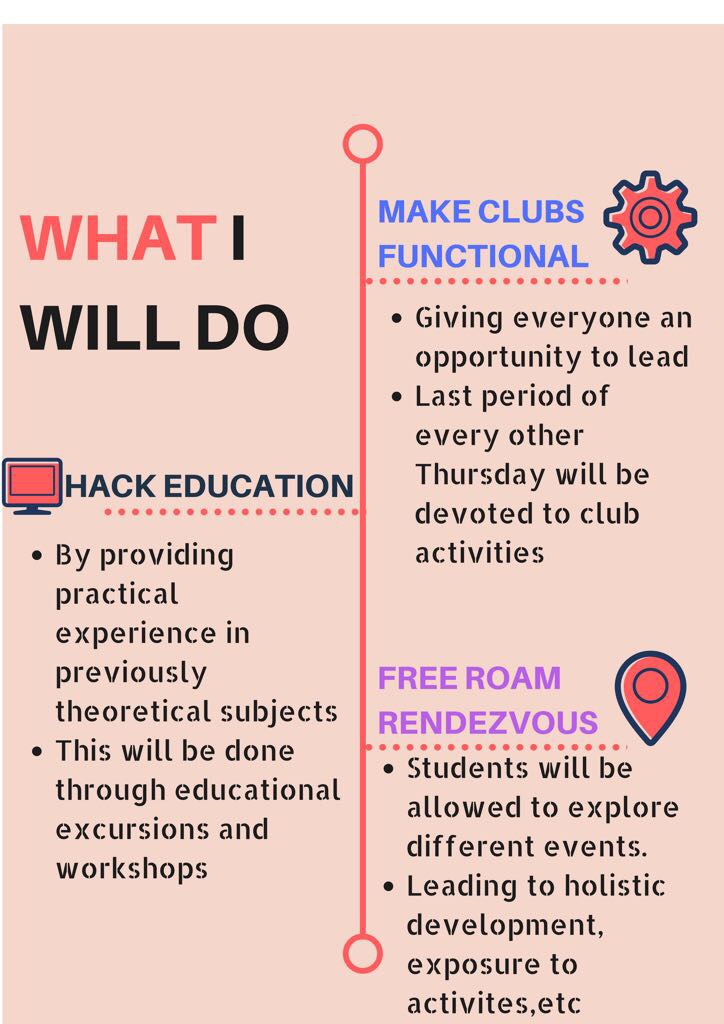 WHAT I
WILL DO
MAKE CLUBS
FUNCTIONAL
Giving everyone an
opportunity to lead
Last period of
every other
Thursday will be
devoted to club
activities
HACK EDUCATION
By providing
practical
experience in
previously
theoretical subjects
This will be done
through educational
excursions and
workshops
FREE ROAM
RENDEZVOUS
Students will be
allowed to explore
different events.
Leading to holistic
development,
exposure to
activites,etc